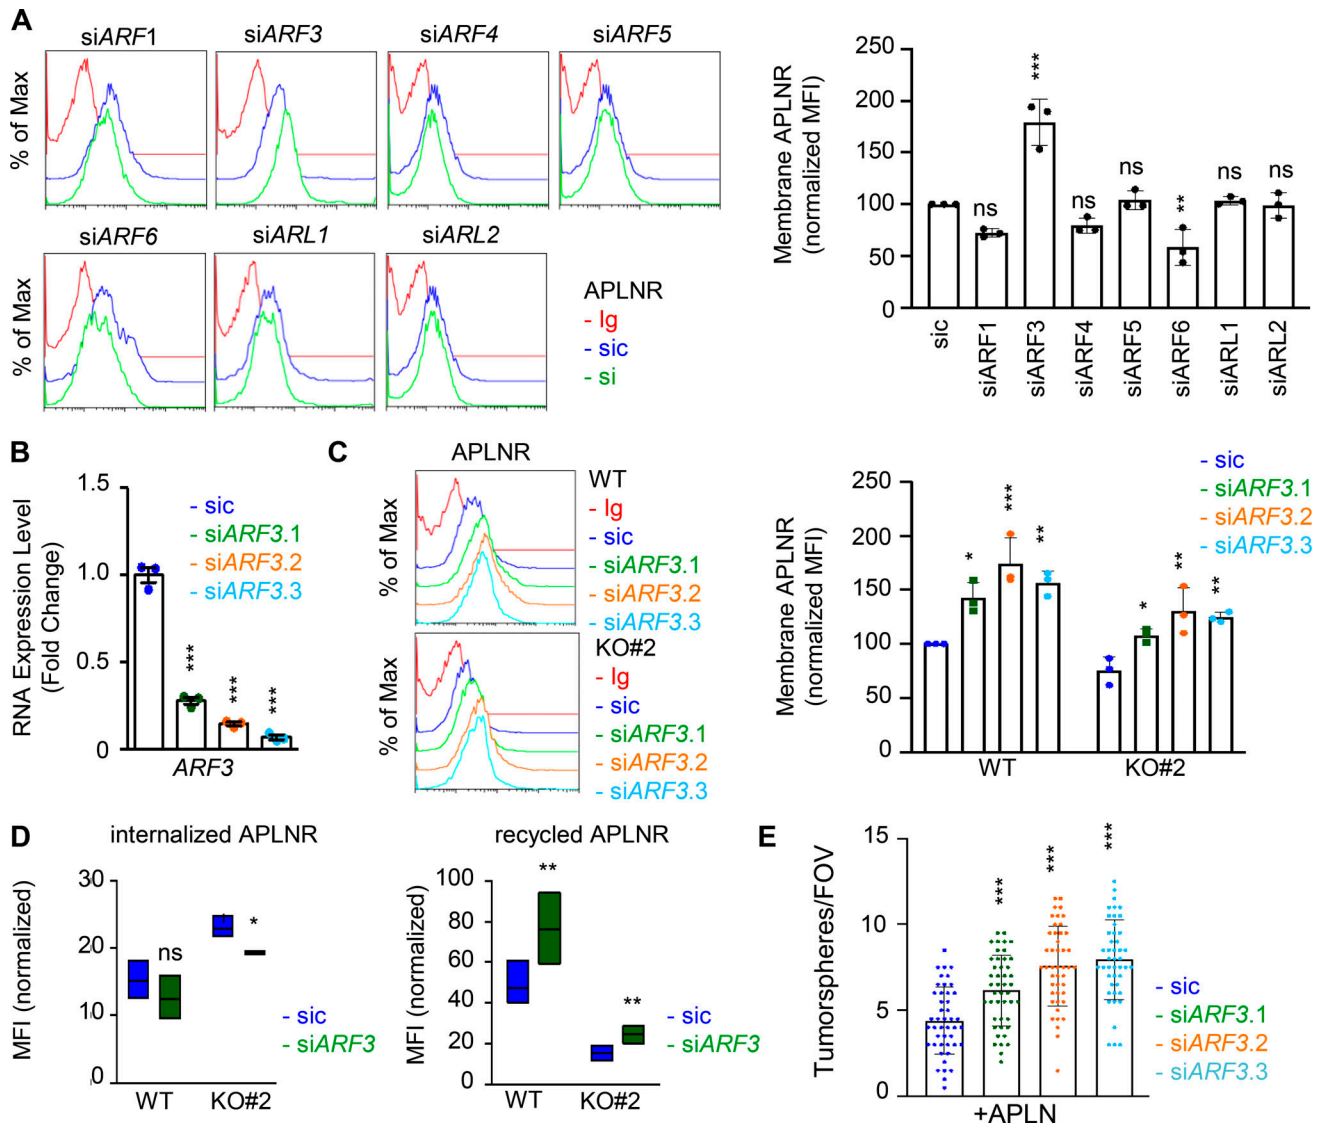 A
siARF1
siARF3
siARF4
siARF5
% of Max
siARF6
siARL1
siARL2
% of Max
APLNR
- Ig
- sic
- si
Membrane APLNR
(normalized MFI)
250
200
150
100
50
0
ns
***
ns
ns
**
ns
ns
sic
siARF1
siARF3
siARF4
siARF5
siARF6
siARL1
siARL2
B
RNA Expression Level
(Fold Change)
1.5
1.0
0.5
0
- sic
- siARF3.1
- siARF3.2
- siARF3.3
***
***
***
ARF3
C
APLNR
% of Max
WT
- Ig
- sic
- siARF3.1
- siARF3.2
- siARF3.3
% of Max
KO#2
- Ig
- sic
- siARF3.1
- siARF3.2
- siARF3.3
Membrane APLNR
(normalized MFI)
250
200
150
100
50
0
- sic
- siARF3.1
- siARF3.2
- siARF3.3
*
***
**
*
**
**
WT
KO#2
D
internalized APLNR
MFI (normalized)
30
20
10
0
ns
*
WT
KO#2
- sic
- siARF3
recycled APLNR
MFI (normalized)
100
80
60
40
20
0
**
**
WT
KO#2
- sic
- siARF3
E
Tumorspheres/FOV
15
10
5
0
***
***
***
- sic
- siARF3.1
- siARF3.2
- siARF3.3
+APLN